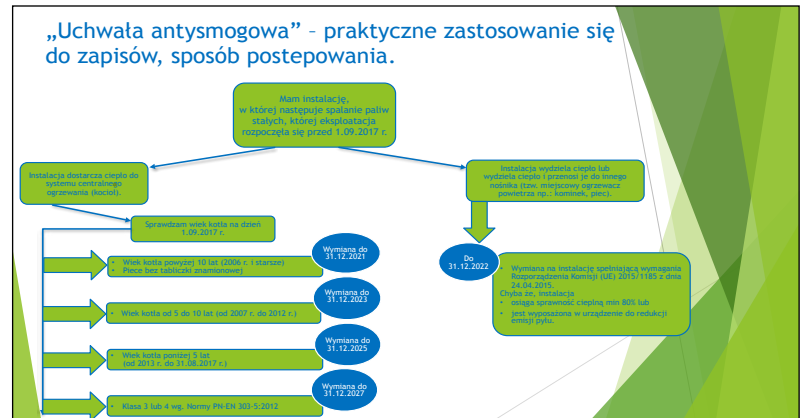 „Uchwała antysmogowa” – praktyczne zastosowanie się
do zapisów, sposób postepowania.
Mam instalację,
w której następuje spalanie paliw
stałych, której eksploatacja
rozpoczęła się przed 1.09.2017 r.
Instalacja dostarcza ciepło do
systemu centralnego
ogrzewania (kocioł).
Instalacja wydziela ciepło lub
wydziela ciepło i przenosi je do innego
nośnika (tzw. miejscowy ogrzewacz
powietrza np.: kominek, piec).
Sprawdzam wiek kotła na dzień
1.09.2017 r.
Wymiana do
31.12.2021
• Wiek kotła powyżej 10 lat (2006 r. i starsze)
• Piece bez tabliczki znamionowej
Wymiana do
31.12.2023
• Wiek kotła od 5 do 10 lat (od 2007 r. do 2012 r.)
Wymiana do
31.12.2025
• Wiek kotła poniżej 5 lat
(od 2013 r. do 31.08.2017 r.)
Wymiana do
31.12.2027
• Klasa 3 lub 4 wg. Normy PN-EN 303-5:2012
Do
31.12.2022
• Wymiana na instalację spełniającą wymagania
Rozporządzenia Komisji (UE) 2015/1185 z dnia
24.04.2015.
Chyba że, instalacja
• osiąga sprawność cieplną min 80% lub
• jest wyposażona w urządzenie do redukcji
emisji pyłu.